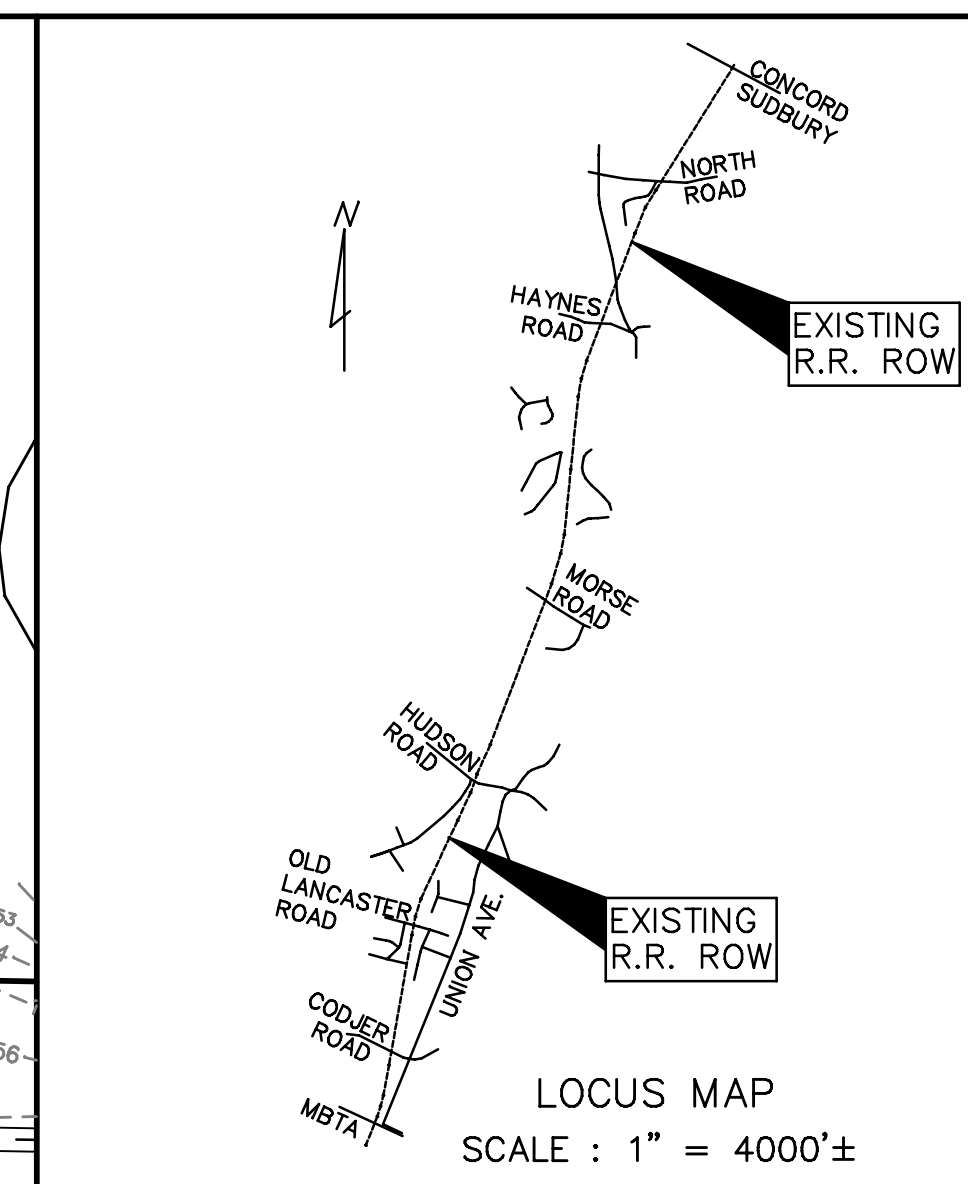 CONCORD
SUDBURY
NORTH
ROAD
N
HAYNES
ROAD
EXISTING
R.R. ROW
MORSE
ROAD
HUDSON
ROAD
OLD
LANCASTER
ROAD
UNION AVE.
EXISTING
R.R. ROW
CODJER
ROAD
MBTA
LOCUS MAP
SCALE : 1" = 4000'±